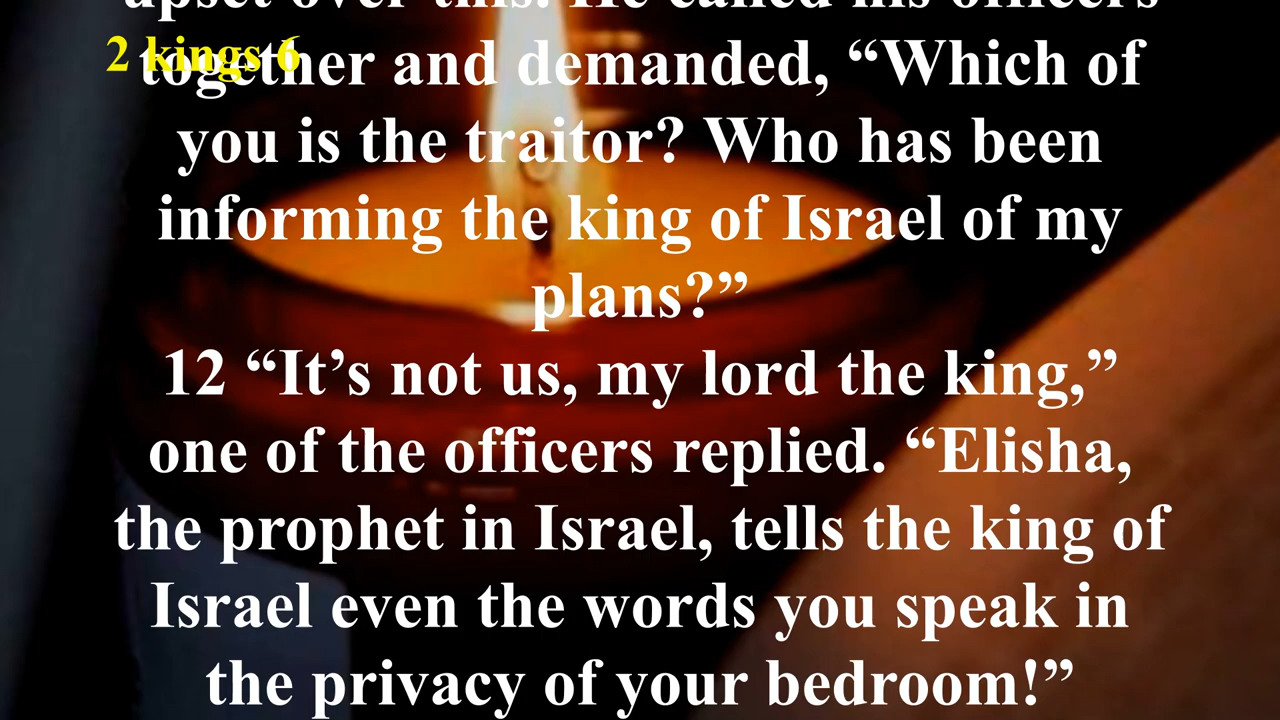 upset over this. He called his officers
2 kings 6
together and demanded, “Which of
you is the traitor? Who has been
informing the king of Israel of my
plans?”
12 “It’s not us, my lord the king,”
one of the officers replied. “Elisha,
the prophet in Israel, tells the king of
Israel even the words you speak in
the privacy of your bedroom!”